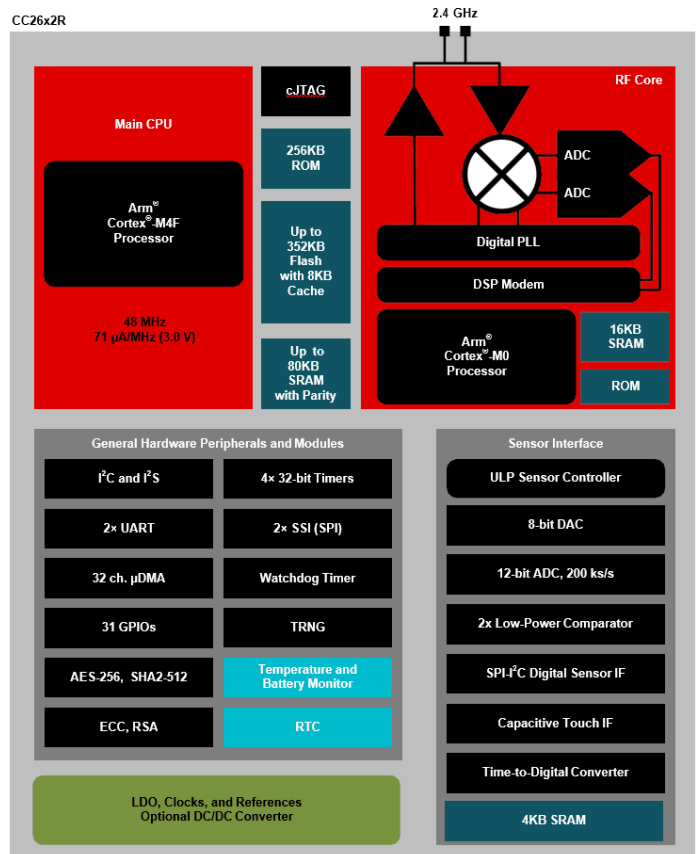 CC26x2R
2.4 GHz
Main CPU
Arm®
Cortex®-M4F
Processor
48 MHz
71 µA/MHz (3.0 V)
cJTAG
256KB
ROM
Up to
352KB
Flash
with 8KB
Cache
Up to
80KB
SRAM
with Parity
RF Core
ADC
ADC
Digital PLL
DSP Modem
Arm®
Cortex®-M0
Processor
16KB
SRAM
ROM
General Hardware Peripherals and Modules
I²C and I²S
4× 32-bit Timers
2× UART
2× SSI (SPI)
32 ch. µDMA
Watchdog Timer
31 GPIOs
TRNG
AES-256, SHA2-512
Temperature and
Battery Monitor
ECC, RSA
RTC
LDO, Clocks, and References
Optional DC/DC Converter
Sensor Interface
ULP Sensor Controller
8-bit DAC
12-bit ADC, 200 ks/s
2x Low-Power Comparator
SPI-I²C Digital Sensor IF
Capacitive Touch IF
Time-to-Digital Converter
4KB SRAM